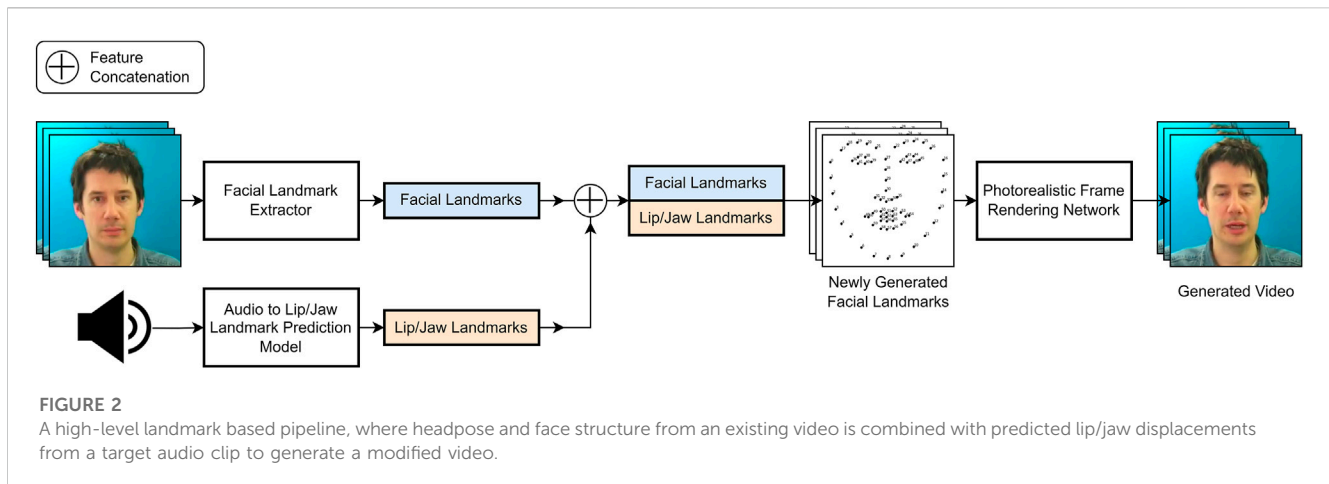 Feature
Concatenation
Facial Landmark
Extractor
Facial Landmarks
Facial Landmarks
Lip/Jaw Landmarks
Photorealistic Frame
Rendering Network
Newly Generated
Facial Landmarks
Generated Video
Audio to Lip/Jaw
Landmark Prediction
Model
Lip/Jaw Landmarks
FIGURE 2
A high-level landmark based pipeline, where headpose and face structure from an existing video is combined with predicted lip/jaw displacements
from a target audio clip to generate a modified video.